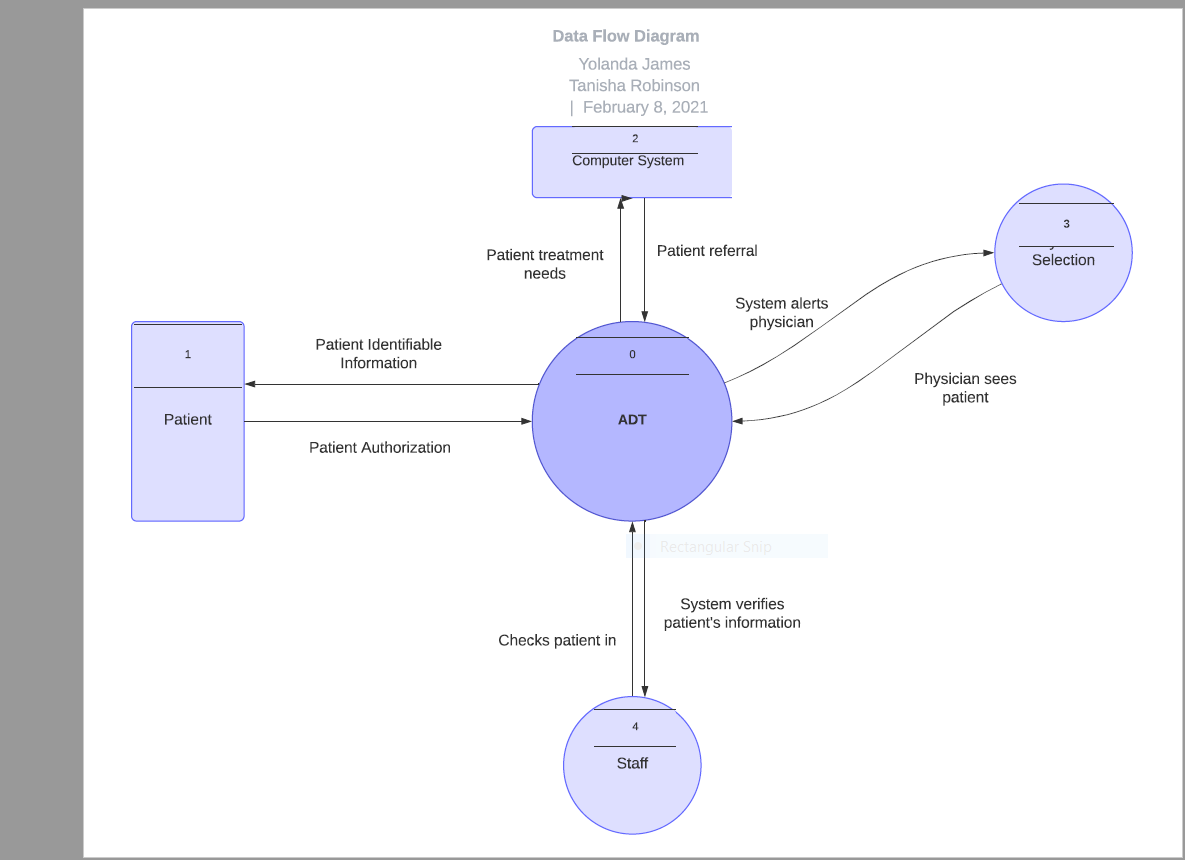 Data Flow Diagram
Yolanda James
Tanisha Robinson
| February 8, 2021
2
Computer System
3
Selection
Patient treatment
needs
Patient referral
System alerts
physician
1
Patient
Patient Identifiable
Information
Patient Authorization
0
ADT
Physician sees
patient
Rectangular Snip
Checks patient in
System verifies
patient's information
4
Staff